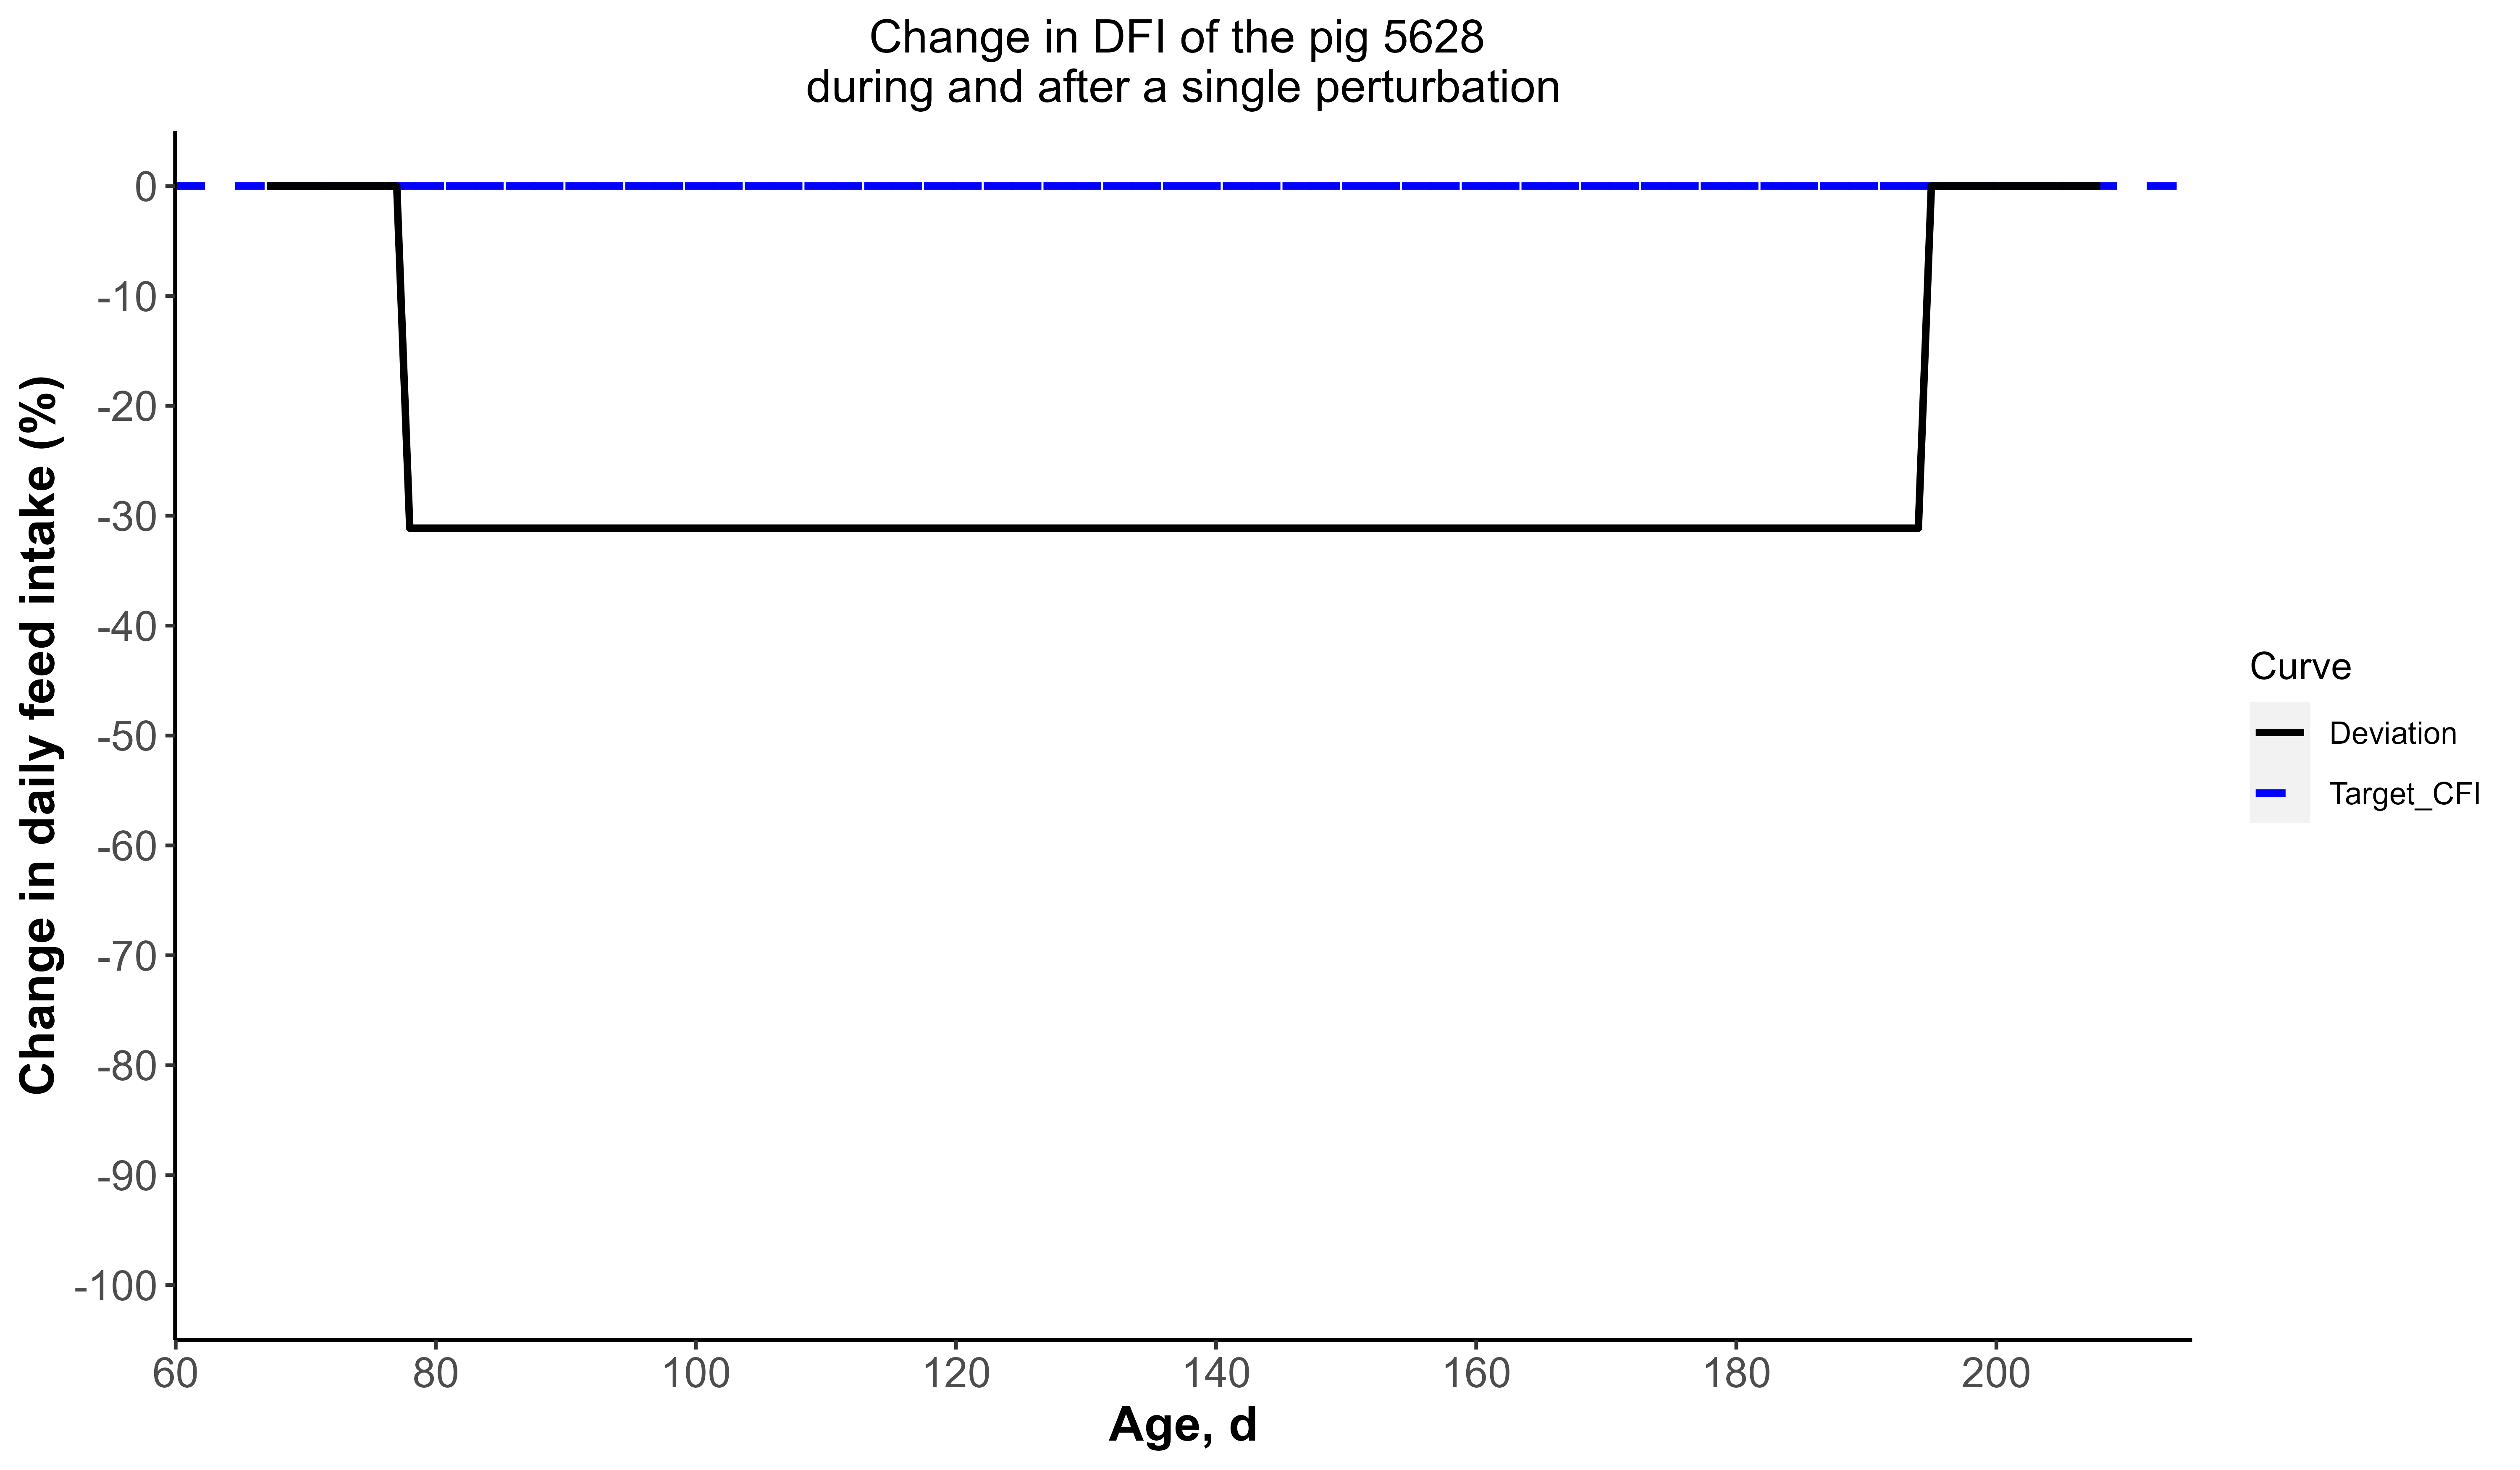 Change in DFI of the pig 5628
during and after a single perturbation
Change in daily feed intake (%)
0
-10
-20
-30
-40
-50
-60
-70
-80
-90
-100
60 80 100 120 140 160 180 200
Age, d
Curve
Deviation
Target_CFI